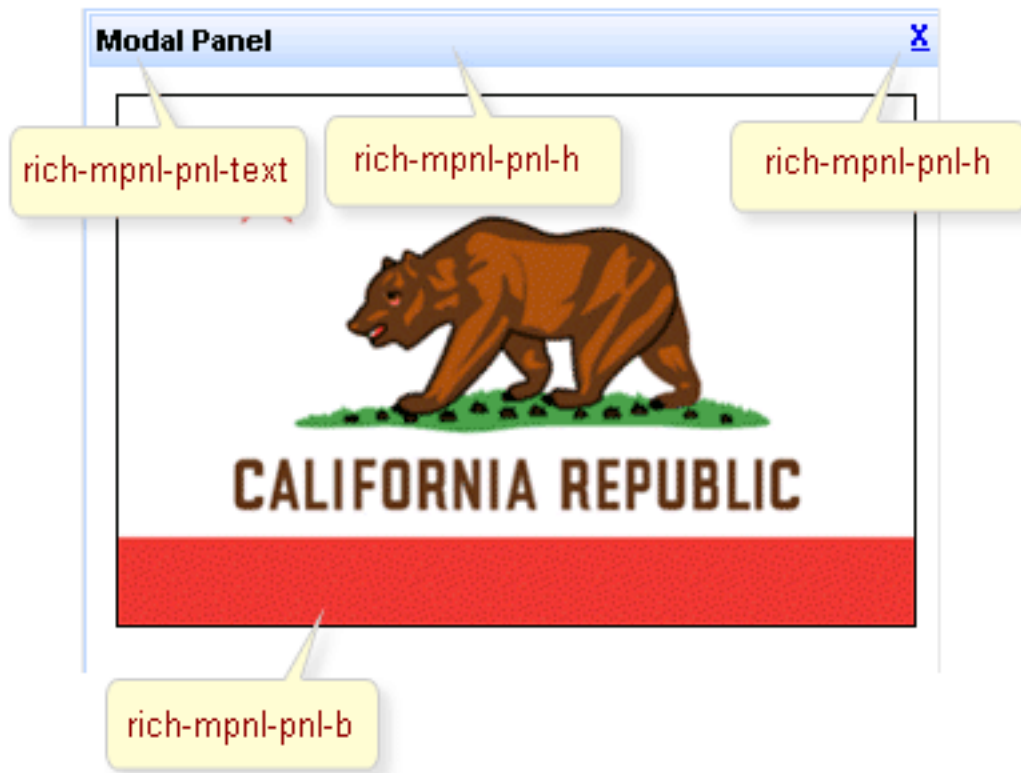 Modal Panel
X
rich-mpnl-pnl-text
rich-mpnl-pnl-h
rich-mpnl-pnl-h
CALIFORNIA REPUBLIC
rich-mpnl-pnl-b